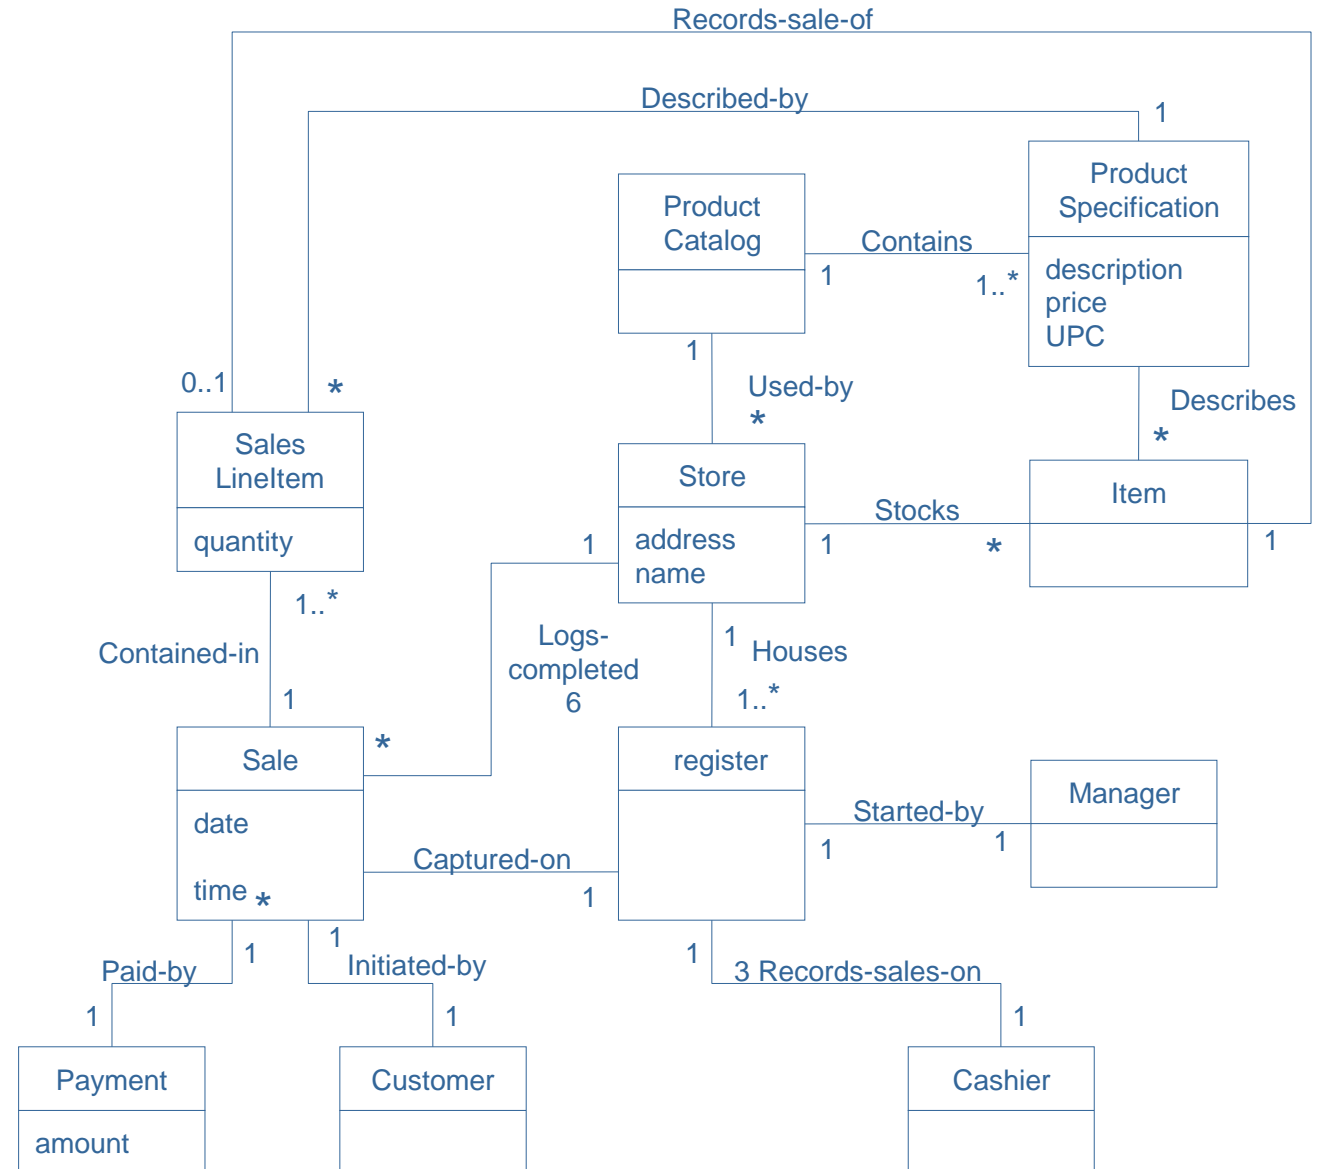 Records-sale-of
Described-by
1
Product
Specification
description
price
UPC
Product
Catalog
Contains
1
1..*
1
Used-by
*
Describes
*
0..1
*
Sales
LineItem
quantity
Store
address
name
Stocks
1
*
Item
1
1
1..*
Contained-in
1
Logs-
completed
6
1
Houses
1..*
*
Sale
date
time
*
register
Manager
Started-by
1
1
Captured-on
1
1
Paid-by
1
1
Initiated-by
1
1
3 Records-sales-on
1
Payment
amount
Customer
Cashier